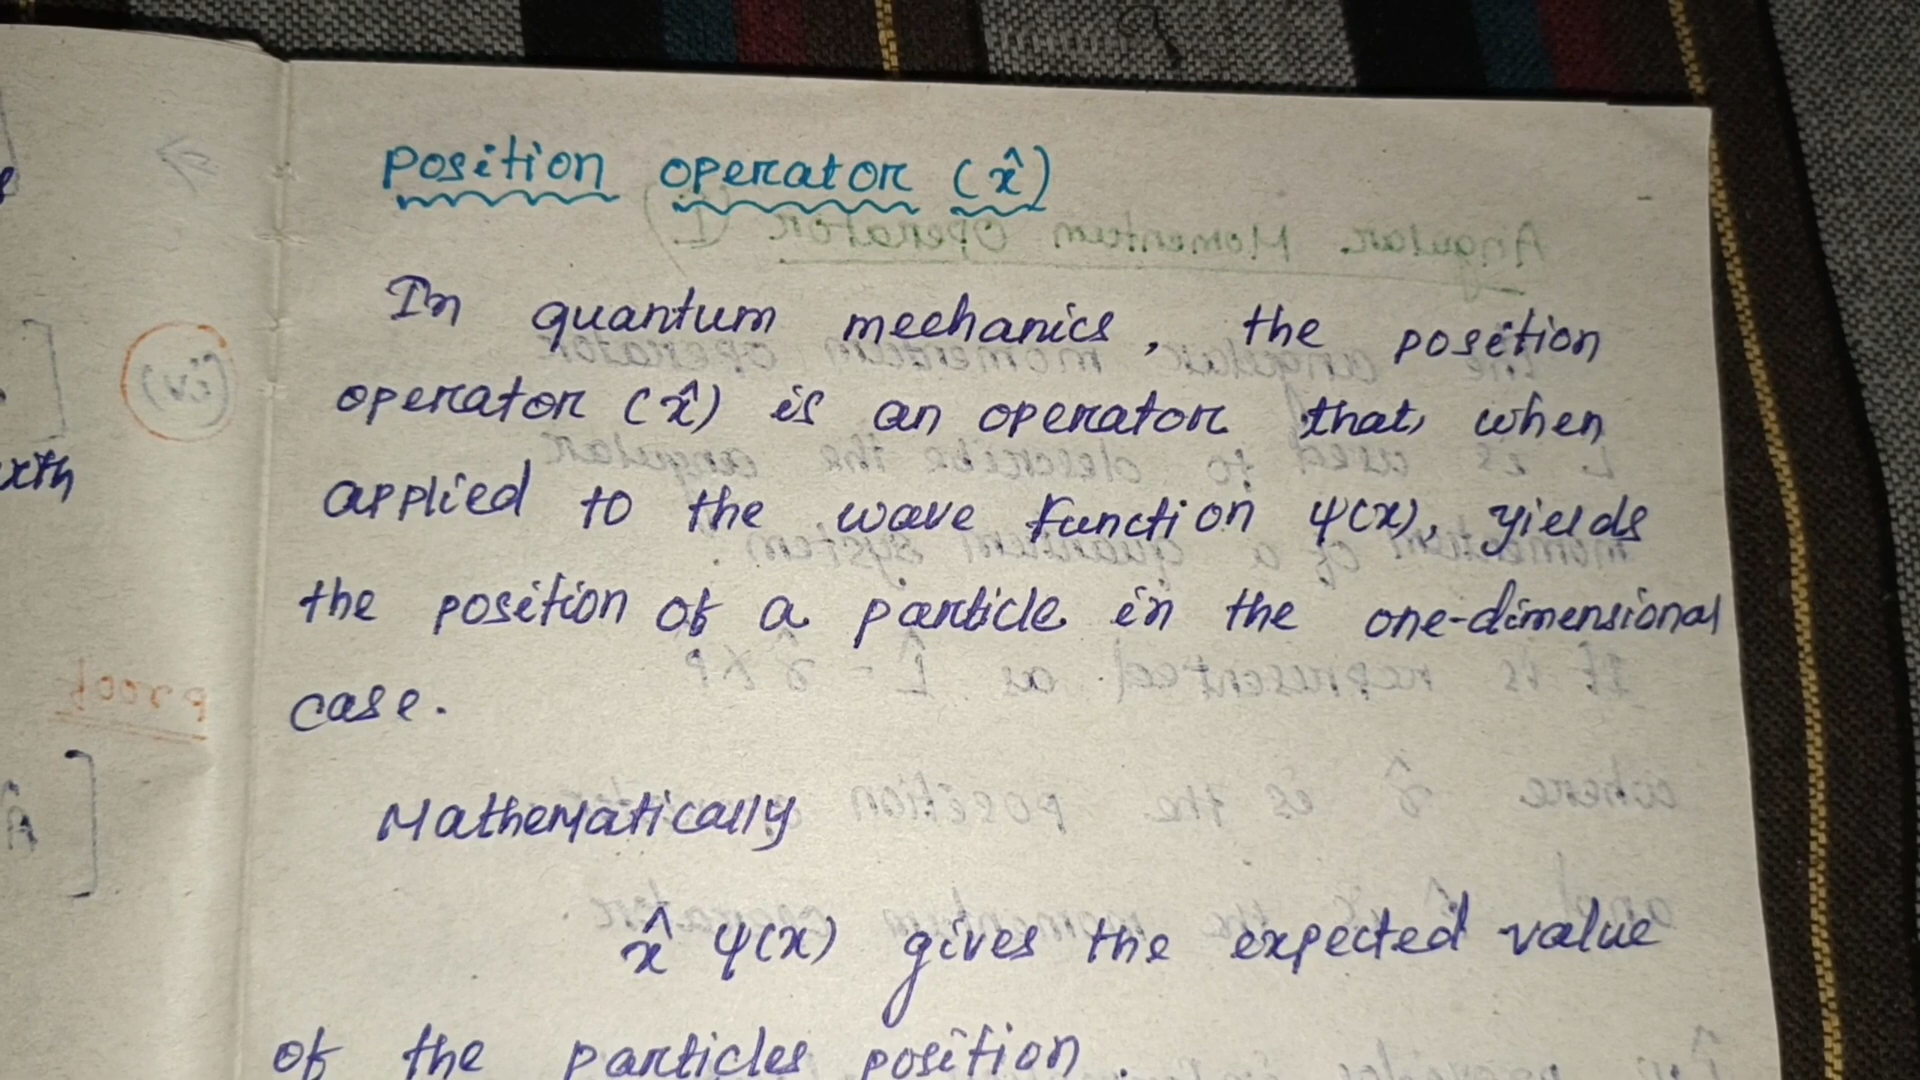 position operator (x̂)
In quantum mechanics, the position
operator (x̂) is an operator that, when
applied to the wave function ψ(x), yields
the position of a particle in the one-dimensional
case.
Mathematically
x̂ ψ(x) gives the expected value
of the particles position.